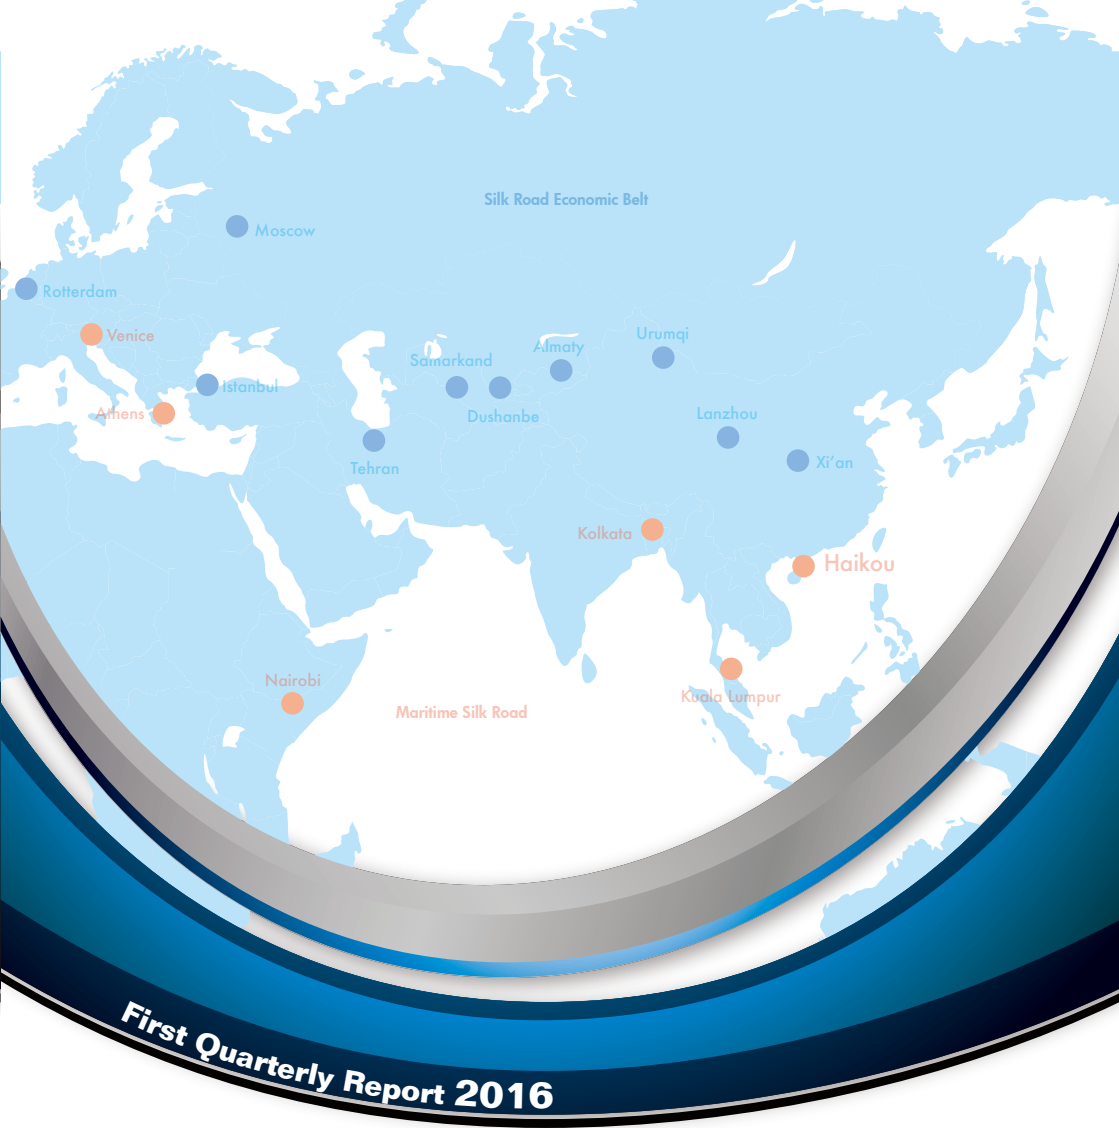 Silk Road Economic Belt
Moscow
Rotterdam
Venice
Urumqi
Almaty
Samarkand
Istanbul
Athens
Dushanbe
Lanzhou
Tehran
Xi’an
Kolkata
Haikou
Nairobi
Kuala Lumpur
Maritime Silk Road
First Quarterly Report 2016